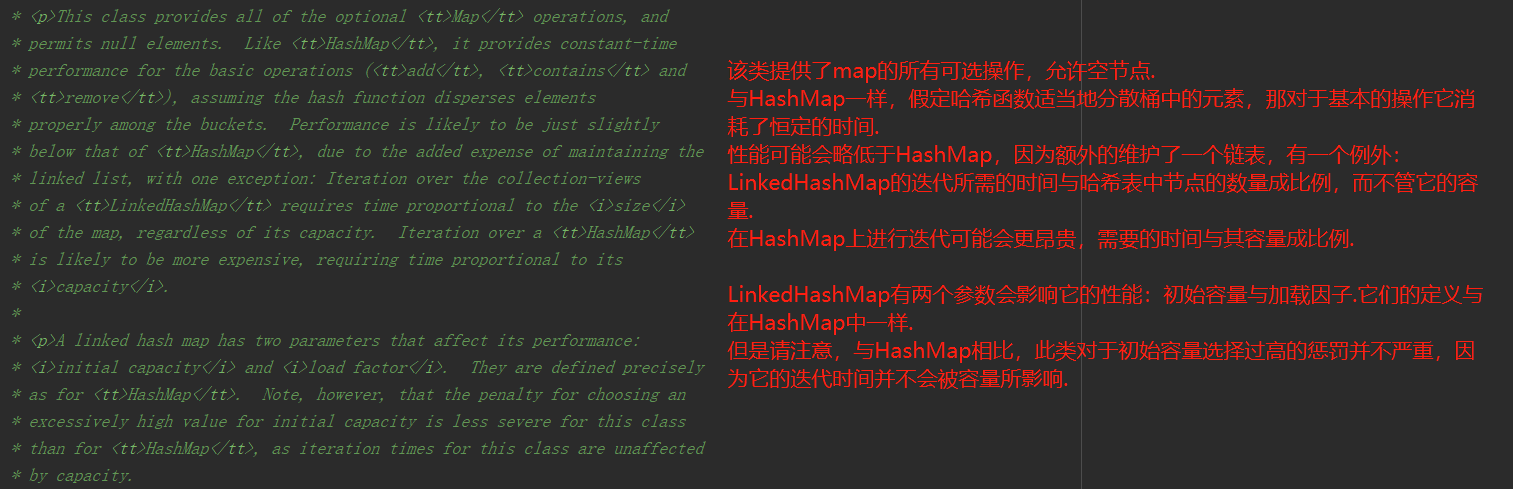 * <p>This class provides all of the optional <tt>Map</tt> operations, and
* permits null elements.  Like <tt>HashMap</tt>, it provides constant-time
* performance for the basic operations (<tt>add</tt>, <tt>contains</tt> and
* <tt>remove</tt>), assuming the hash function disperses elements
* properly among the buckets.  Performance is likely to be just slightly
* below that of <tt>HashMap</tt>, due to the added expense of maintaining the
* linked list, with one exception: Iteration over the collection-views
* of a <tt>LinkedHashMap</tt> requires time proportional to the <i>size</i>
* of the map, regardless of its capacity.  Iteration over a <tt>HashMap</tt>
* is likely to be more expensive, requiring time proportional to its
* <i>capacity</i>.
*
* <p>A linked hash map has two parameters that affect its performance:
* <i>initial capacity</i> and <i>load factor</i>.  They are defined precisely
* as for <tt>HashMap</tt>.  Note, however, that the penalty for choosing an
* excessively high value for initial capacity is less severe for this class
* than for <tt>HashMap</tt>, as iteration times for this class are unaffected
* by capacity.
该类提供了map的所有可选操作，允许空节点.
与HashMap一样，假定哈希函数适当地分散桶中的元素，那对于基本的操作它消
耗了恒定的时间.
性能可能会略低于HashMap，因为额外的维护了一个链表，有一个例外：
LinkedHashMap的迭代所需的时间与哈希表中节点的数量成比例，而不管它的容
量.
在HashMap上进行迭代可能会更昂贵，需要的时间与其容量成比例.
LinkedHashMap有两个参数会影响它的性能：初始容量与加载因子.它们的定义与
在HashMap中一样.
但是请注意，与HashMap相比，此类对于初始容量选择过高的惩罚并不严重，因
为它的迭代时间并不会被容量所影响.